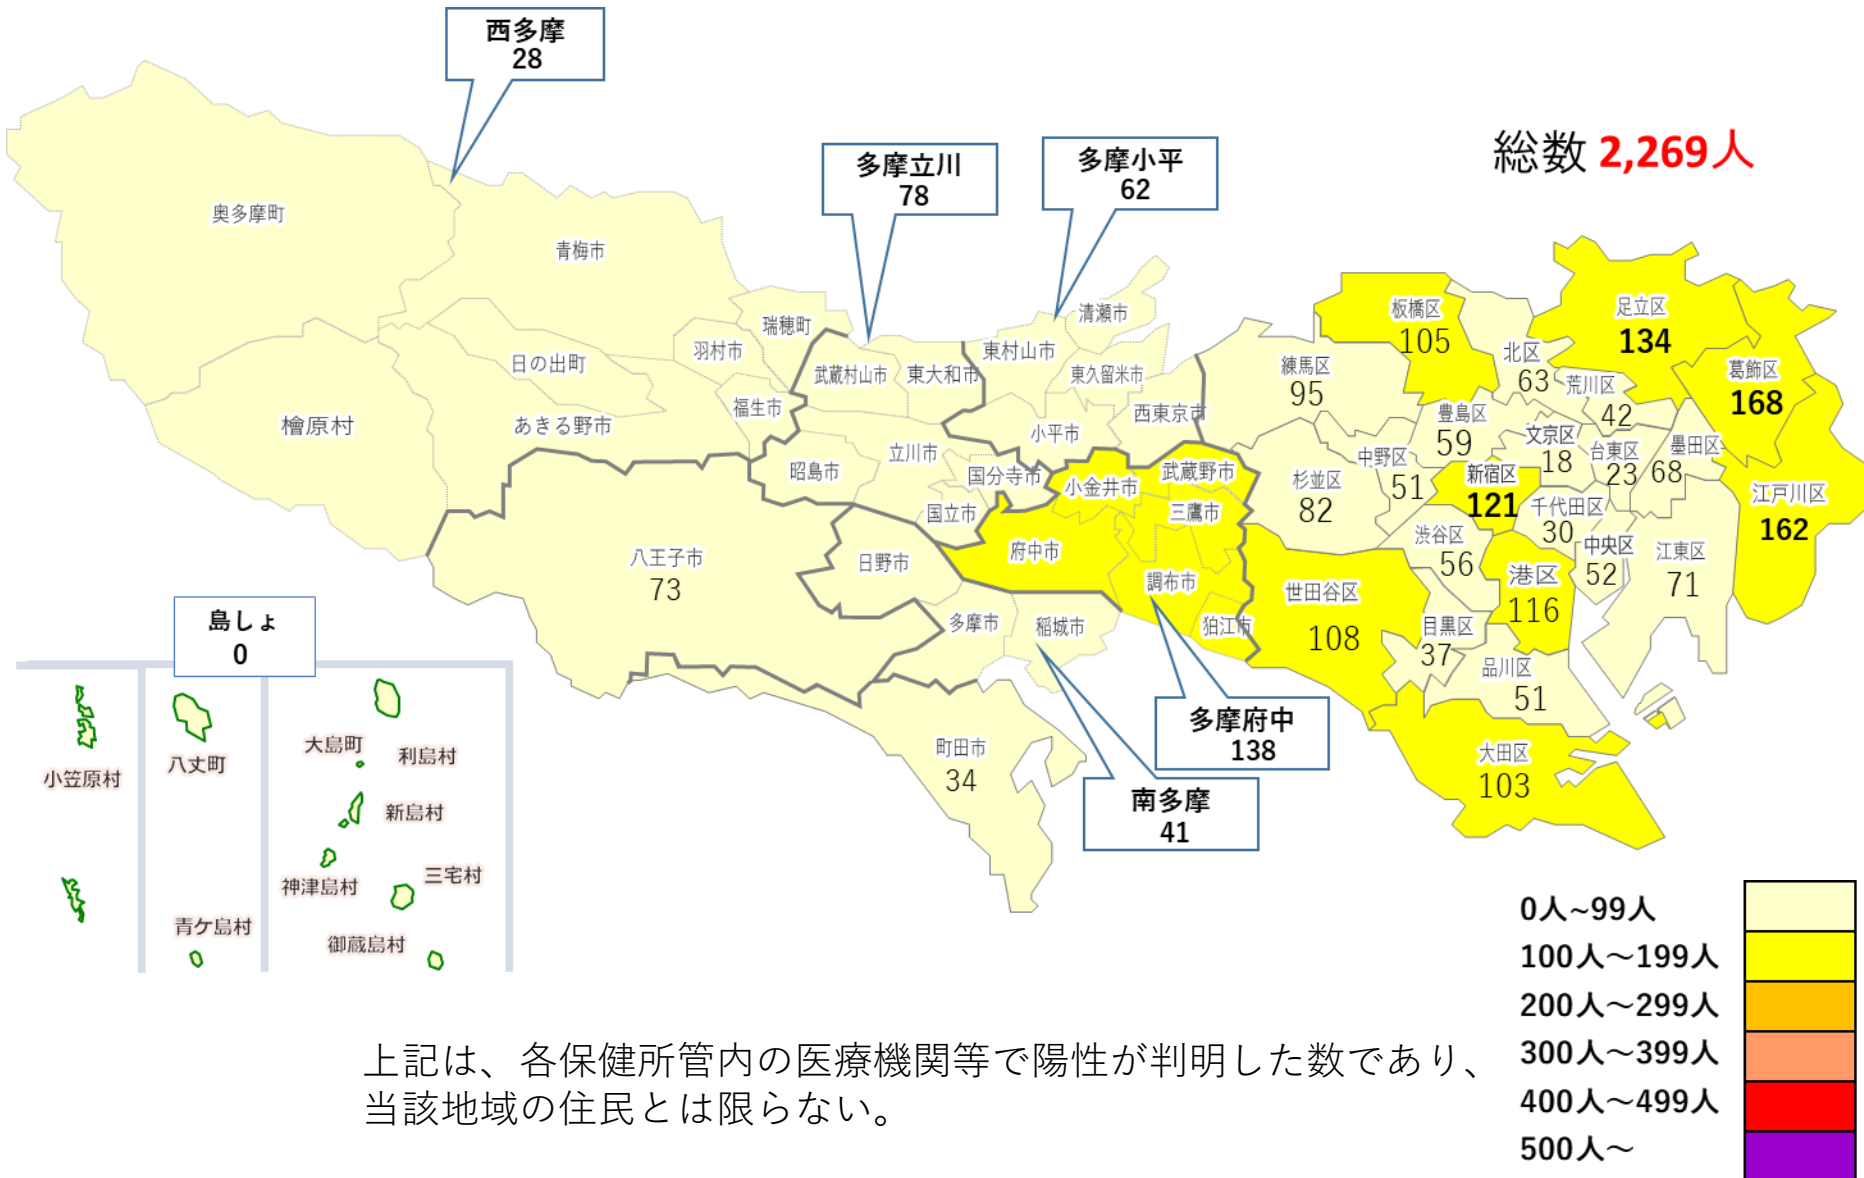 西多摩
28
多摩立川
78
多摩小平
62
総数 2,269人
奥多摩町
青梅市
瑞穂町
羽村市
日の出町
福生市
あきる野市
檜原村
武蔵村山市
東大和市
東村山市
清瀬市
東久留米市
西東京市
小平市
立川市
昭島市
国分寺市
国立市
小金井市
武蔵野市
三鷹市
府中市
調布市
狛江市
八王子市
73
日野市
多摩市
稲城市
町田市
34
板橋区
105
足立区
134
北区
63
葛飾区
168
練馬区
95
荒川区
42
豊島区
59
文京区
18
台東区
23
墨田区
68
中野区
51
杉並区
82
新宿区
121
千代田区
30
江戸川区
162
渋谷区
56
中央区
52
江東区
71
港区
116
世田谷区
108
目黒区
37
品川区
51
大田区
103
多摩府中
138
南多摩
41
島しょ
0
小笠原村
八丈町
青ケ島村
大島町
利島村
新島村
神津島村
三宅村
御蔵島村
0人~99人
100人～199人
200人～299人
300人～399人
400人～499人
500人～
上記は、各保健所管内の医療機関等で陽性が判明した数であり、
当該地域の住民とは限らない。